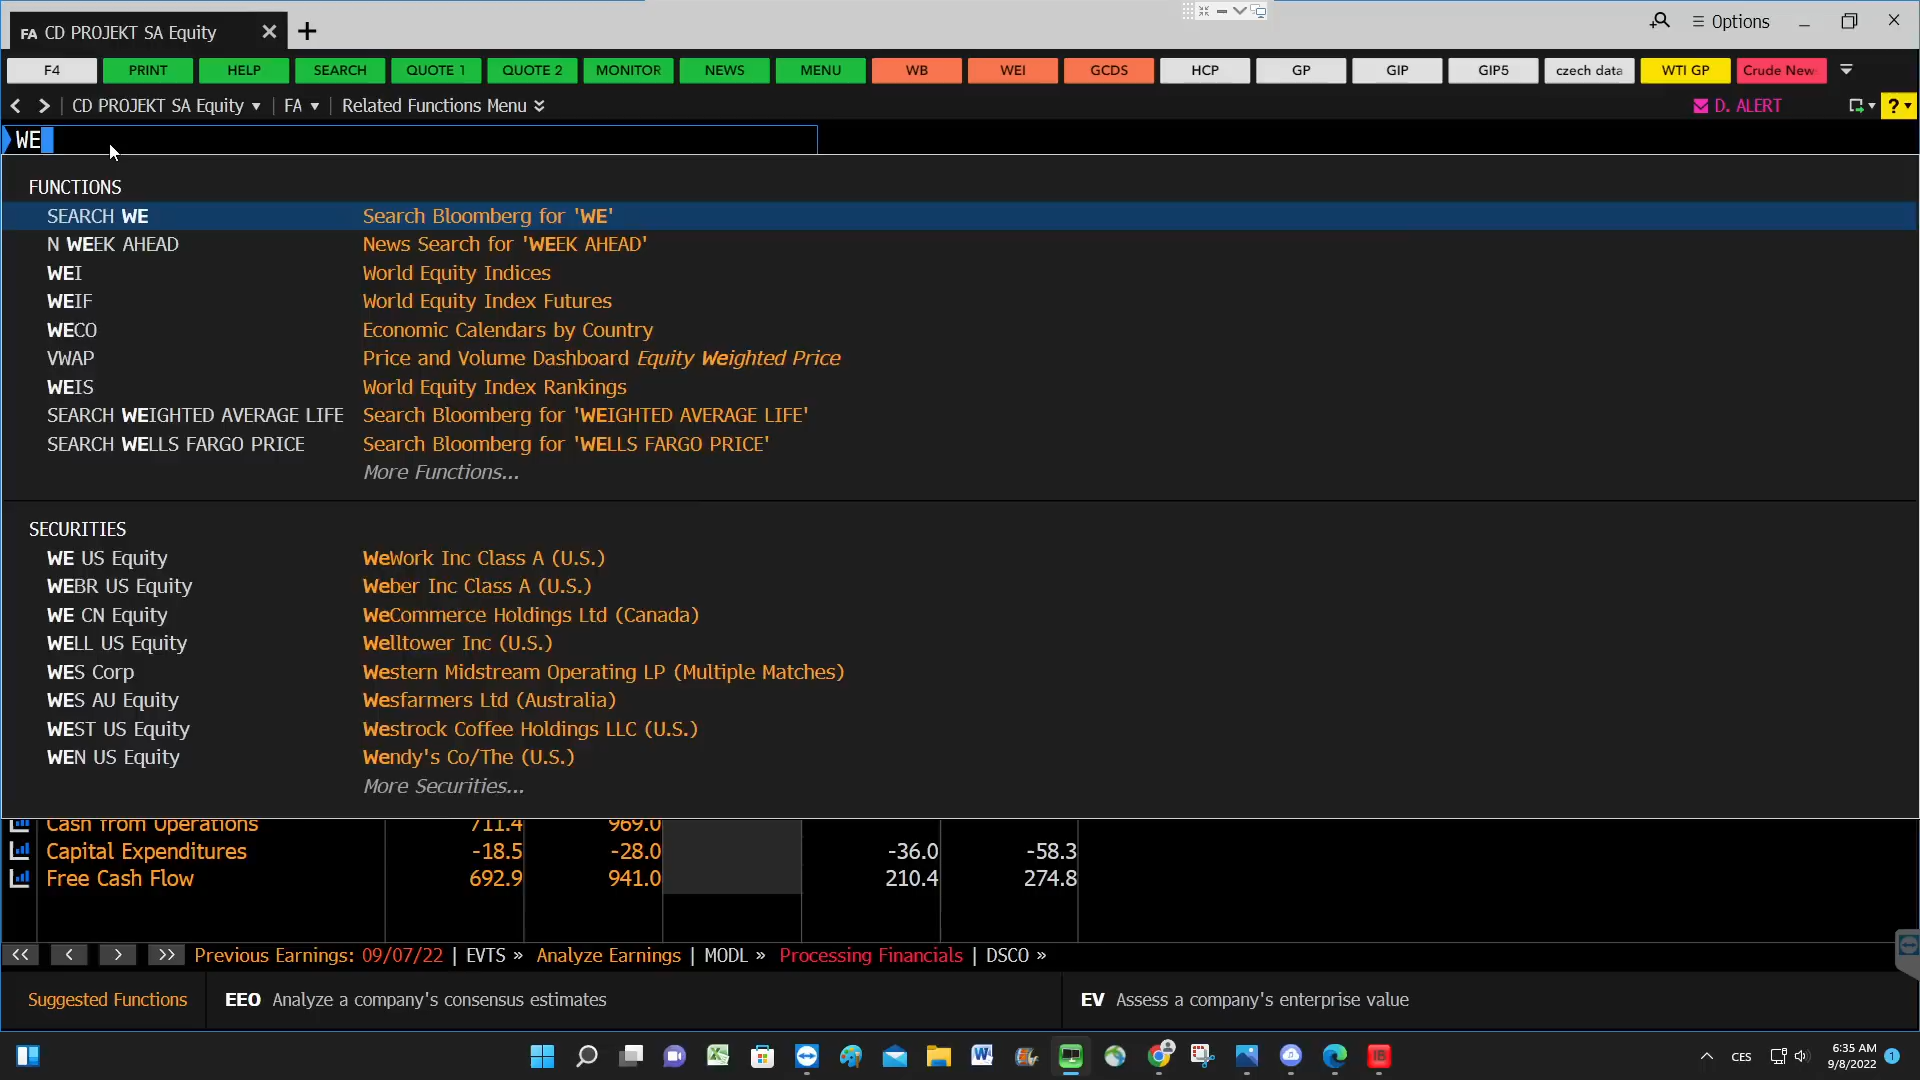 FA CD PROJEKT SA Equity
Options
F4 PRINT HELP SEARCH QUOTE 1 QUOTE 2 MONITOR NEWS MENU WB WEI GCDS HCP GP GIP GIP5 czech data WTI GP Crude New
CD PROJEKT SA Equity FA Related Functions Menu D. ALERT ?
WE
FUNCTIONS
SEARCH WE Search Bloomberg for 'WE'
N WEEK AHEAD News Search for 'WEEK AHEAD'
WEI World Equity Indices
WEIF World Equity Index Futures
WECO Economic Calendars by Country
VWAP Price and Volume Dashboard Equity Weighted Price
WEIS World Equity Index Rankings
SEARCH WEIGHTED AVERAGE LIFE Search Bloomberg for 'WEIGHTED AVERAGE LIFE'
SEARCH WELLS FARGO PRICE Search Bloomberg for 'WELLS FARGO PRICE'
More Functions...
SECURITIES
WE US Equity WeWork Inc Class A (U.S.)
WEBR US Equity Weber Inc Class A (U.S.)
WE CN Equity WeCommerce Holdings Ltd (Canada)
WELL US Equity Welltower Inc (U.S.)
WES Corp Western Midstream Operating LP (Multiple Matches)
WES AU Equity Wesfarmers Ltd (Australia)
WEST US Equity Westrock Coffee Holdings LLC (U.S.)
WEN US Equity Wendy's Co/The (U.S.)
More Securities...
Cash from Operations 711.4 969.0
Capital Expenditures -18.5 -28.0 -36.0 -58.3
Free Cash Flow 692.9 941.0 210.4 274.8
<< < > >> Previous Earnings: 09/07/22 | EVTS » Analyze Earnings | MODL » Processing Financials | DSCO »
Suggested Functions EEO Analyze a company's consensus estimates EV Assess a company's enterprise value
CES 6:35 AM
9/8/2022 1
IB